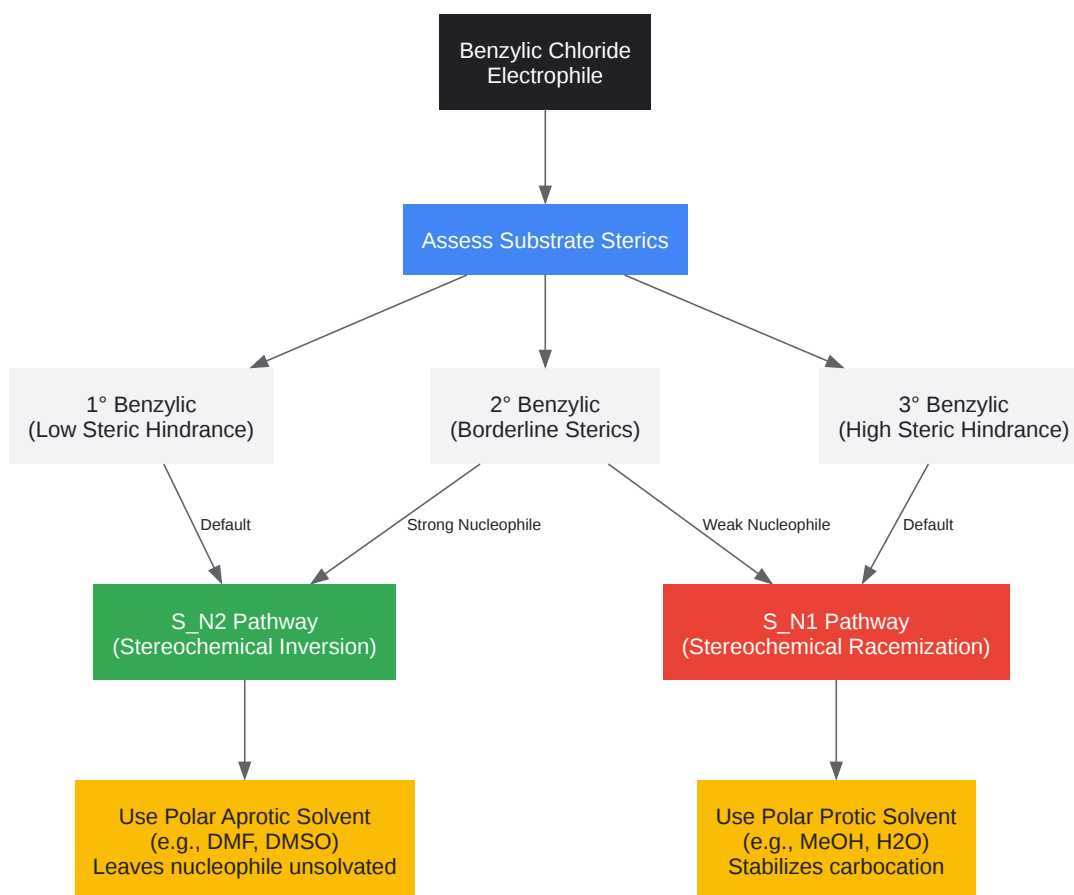 Benzylic Chloride
Electrophile
Assess Substrate Sterics
1° Benzylic
(Low Steric Hindrance)
2° Benzylic
(Borderline Sterics)
3° Benzylic
(High Steric Hindrance)
Default
Strong Nucleophile
Weak Nucleophile
Default
S_N2 Pathway
(Stereochemical Inversion)
S_N1 Pathway
(Stereochemical Racemization)
Use Polar Aprotic Solvent
(e.g., DMF, DMSO)
Leaves nucleophile unsolvated
Use Polar Protic Solvent
(e.g., MeOH, H2O)
Stabilizes carbocation